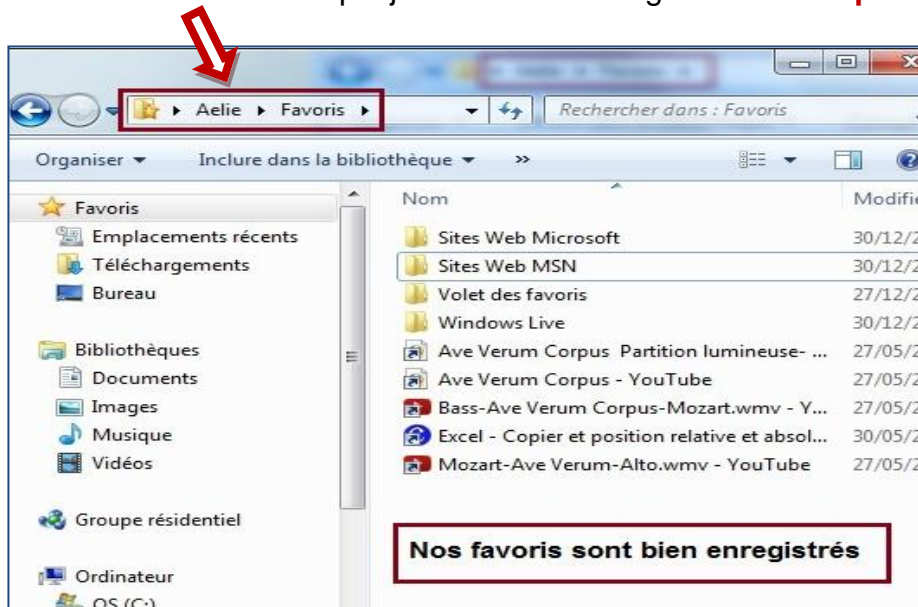 Aelie Favoris
Rechercher dans : Favoris
Organiser Inclure dans la bibliothèque »
Favoris
Emplacements récents
Téléchargements
Bureau
Bibliothèques
Documents
Images
Musique
Vidéos
Groupe résidentiel
Ordinateur
OS (C:)
Nom Modifié
Sites Web Microsoft 30/12/2
Sites Web MSN 30/12/2
Volet des favoris 27/12/2
Windows Live 30/12/2
Ave Verum Corpus Partition lumineuse- ... 27/05/2
Ave Verum Corpus - YouTube 27/05/2
Bass-Ave Verum Corpus-Mozart.wmv - Y... 27/05/2
Excel - Copier et position relative et absol... 30/05/2
Mozart-Ave Verum-Alto.wmv - YouTube 27/05/2
Nos favoris sont bien enregistrés